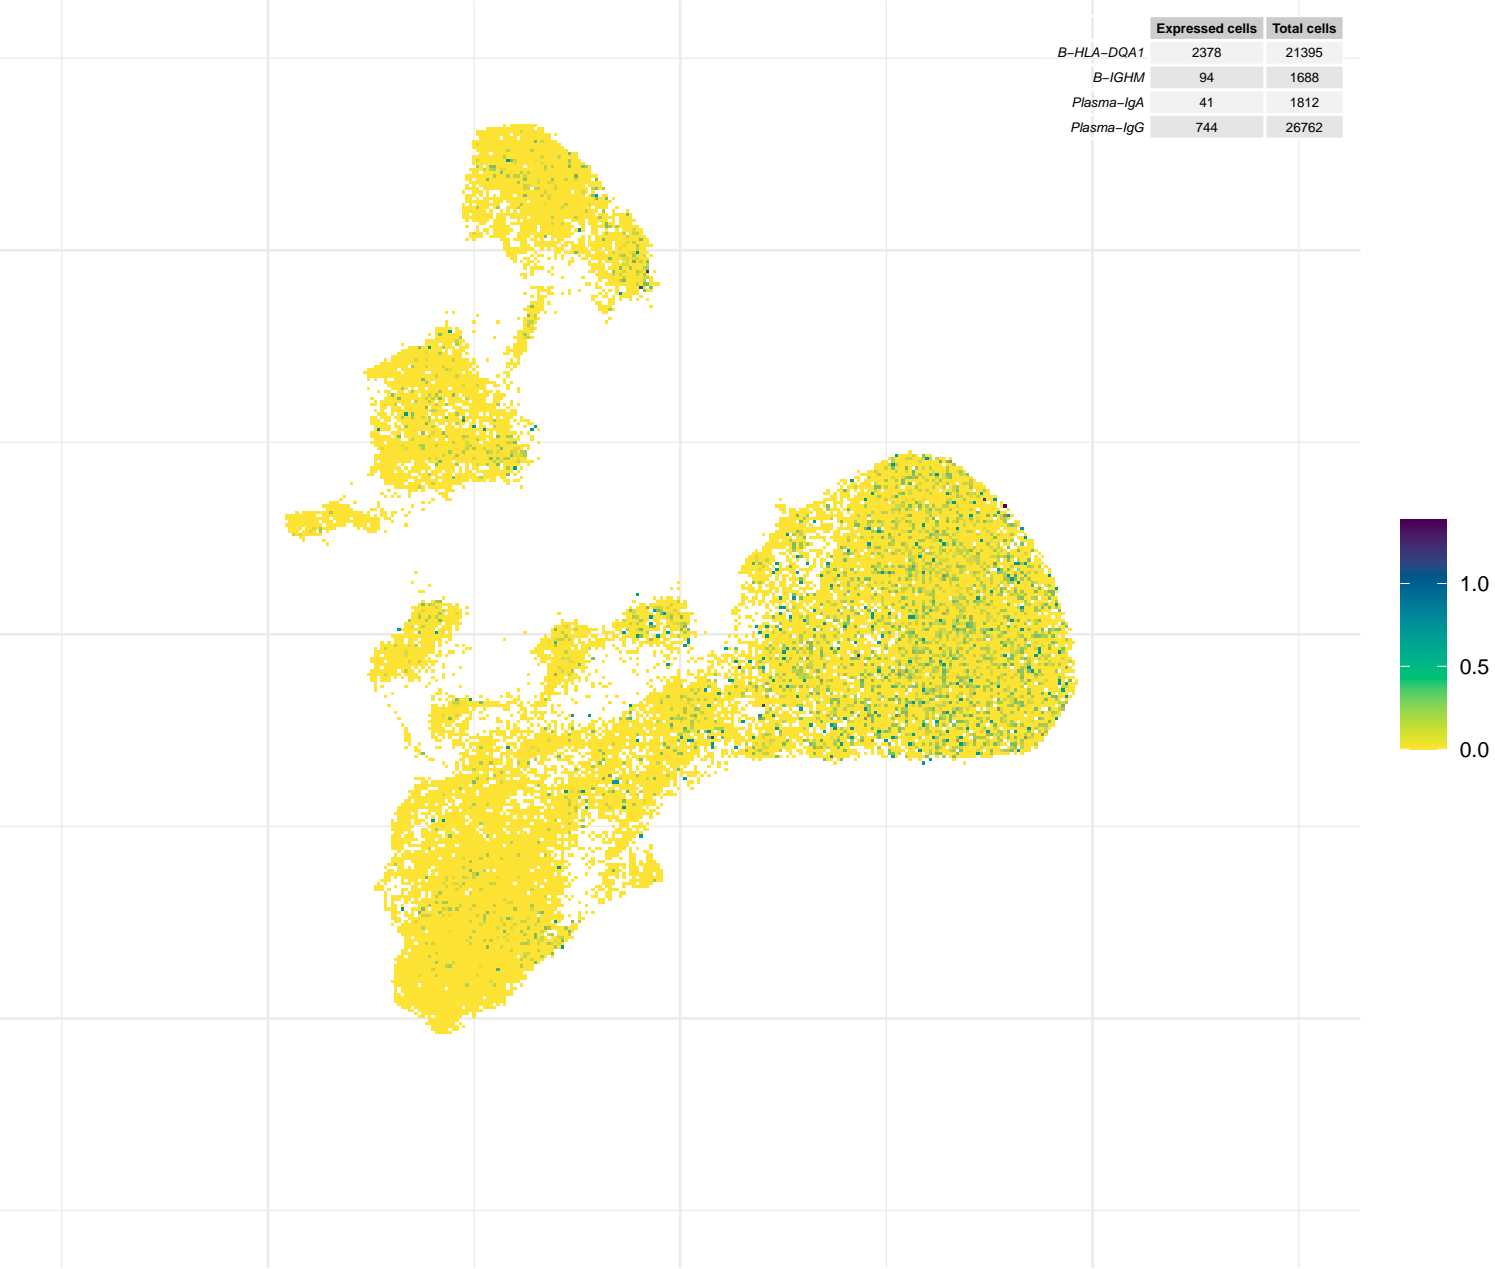 Expressed cells Total cells
B−HLA−DQA1 2378 21395
B−IGHM 94 1688
Plasma−IgA 41 1812
Plasma−IgG 744 26762
1.0
0.5
0.0